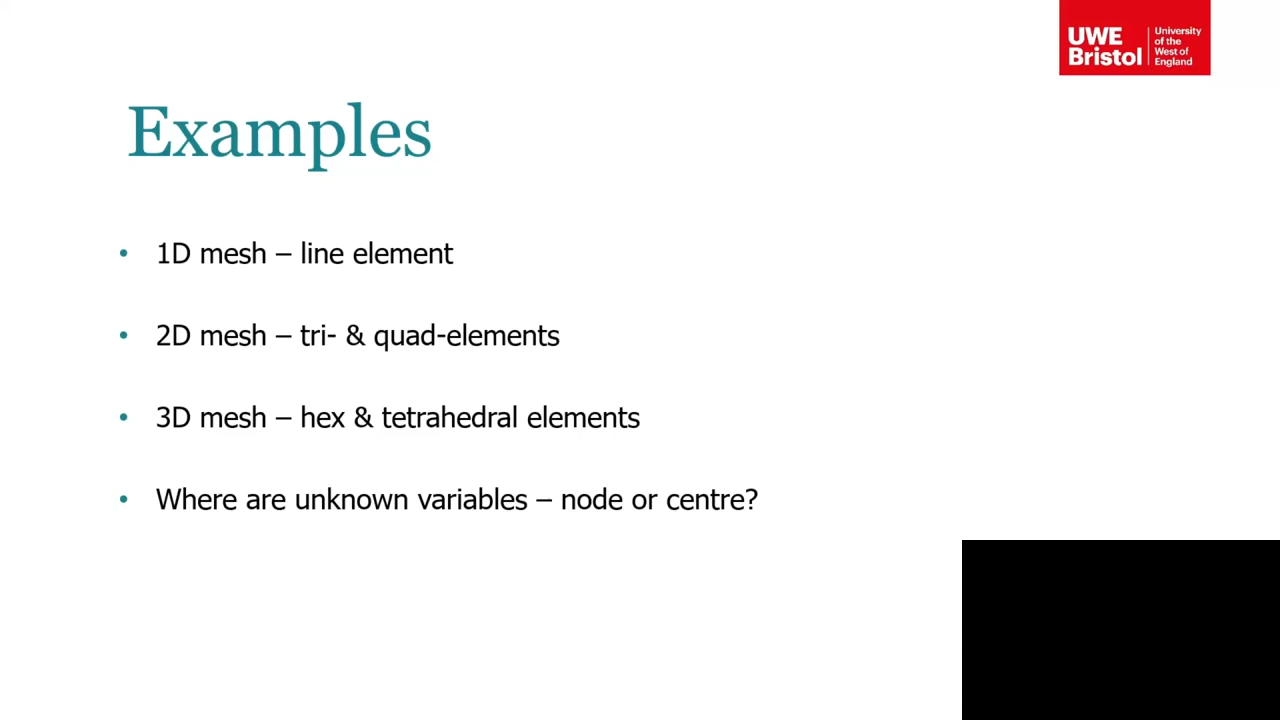 UWE
Bristol
University
of the
West of
England
Examples
• 1D mesh – line element
• 2D mesh – tri- & quad-elements
• 3D mesh – hex & tetrahedral elements
• Where are unknown variables – node or centre?